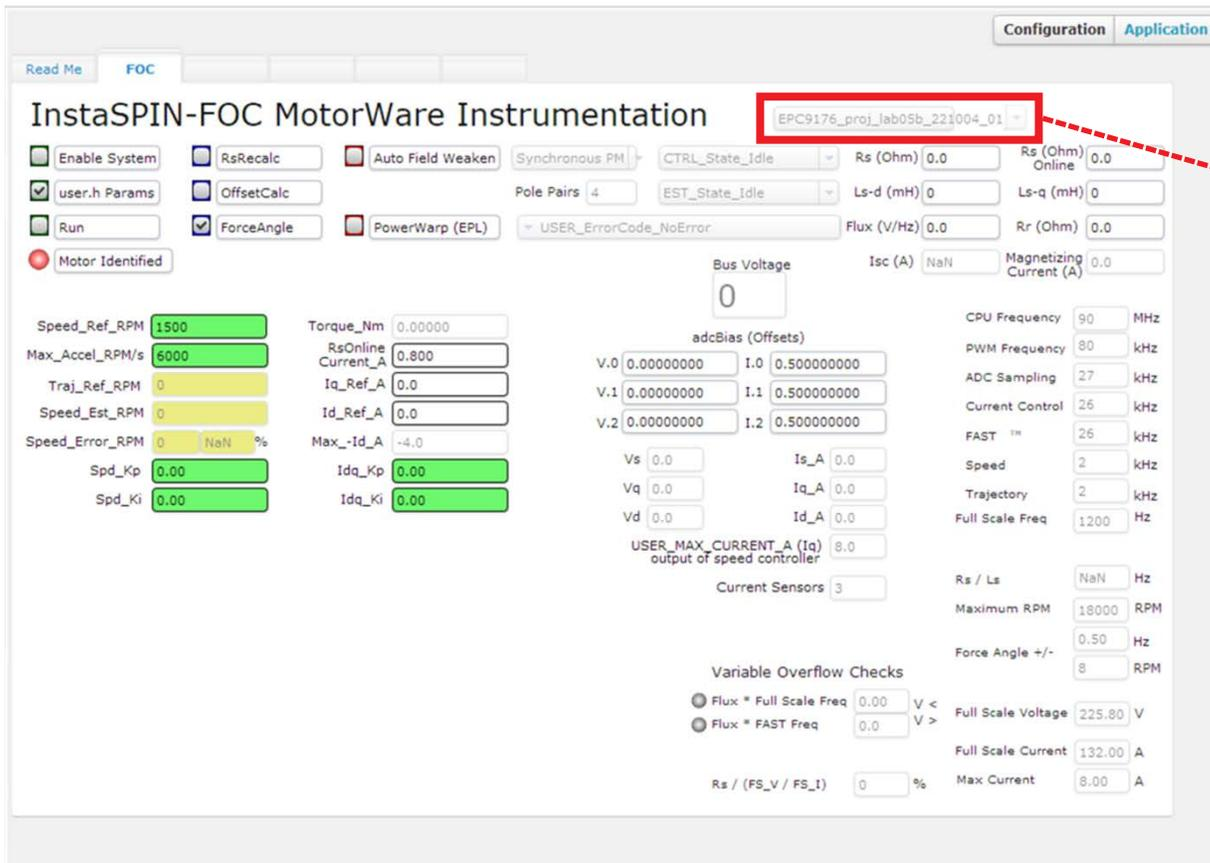 Configuration Application
Read Me FOC
InstaSPIN-FOC MotorWare Instrumentation
EPC9176_proj_lab05b_221004_01
Enable System RsRecalc Auto Field Weaken Synchronous PM CTRL_State_Idle Rs (Ohm) 0.0 Rs (Ohm) Online 0.0
user.h Params OffsetCalc Pole Pairs 4 EST_State_Idle Ls-d (mH) 0 Ls-q (mH) 0
Run ForceAngle PowerWarp (EPL) USER_ErrorCode_NoError Flux (V/Hz) 0.0 Rr (Ohm) 0.0
Motor Identified Isc (A) NaN Magnetizing Current (A) 0.0
Bus Voltage
0
Speed_Ref_RPM 1500 Torque_Nm 0.00000
Max_Accel_RPM/s 6000 RsOnline Current_A 0.800
Traj_Ref_RPM 0 Iq_Ref_A 0.0
Speed_Est_RPM 0 Id_Ref_A 0.0
Speed_Error_RPM 0 NaN % Max_-Id_A -4.0
Spd_Kp 0.00 Idq_Kp 0.00
Spd_Ki 0.00 Idq_Ki 0.00
adcBias (Offsets)
V.0 0.00000000 I.0 0.500000000
V.1 0.00000000 I.1 0.500000000
V.2 0.00000000 I.2 0.500000000
Vs 0.0 Is_A 0.0
Vq 0.0 Iq_A 0.0
Vd 0.0 Id_A 0.0
USER_MAX_CURRENT_A (Iq) 8.0
output of speed controller
Current Sensors 3
Variable Overflow Checks
Flux * Full Scale Freq 0.00 V <
Flux * FAST Freq 0.0 V >
Rs / (FS_V / FS_I) 0 %
CPU Frequency 90 MHz
PWM Frequency 80 kHz
ADC Sampling 27 kHz
Current Control 26 kHz
FAST ™ 26 kHz
Speed 2 kHz
Trajectory 2 kHz
Full Scale Freq 1200 Hz
Rs / Ls NaN Hz
Maximum RPM 18000 RPM
Force Angle +/- 0.50 Hz
8 RPM
Full Scale Voltage 225.80 V
Full Scale Current 132.00 A
Max Current 8.00 A